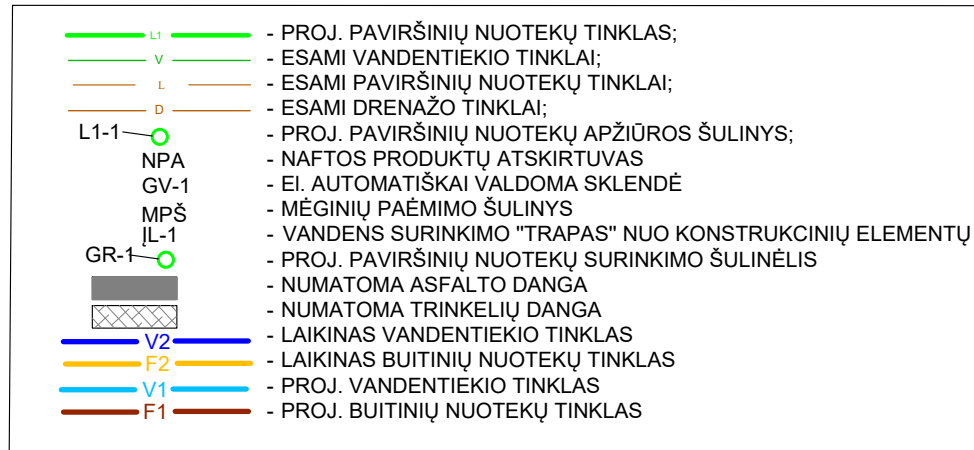 L1 - PROJ. PAVIRŠINIŲ NUOTEKŲ TINKLAS;
V - ESAMI VANDENTIEKIO TINKLAI;
L - ESAMI PAVIRŠINIŲ NUOTEKŲ TINKLAI;
D - ESAMI DRENAŽO TINKLAI;
L1-1 - PROJ. PAVIRŠINIŲ NUOTEKŲ APŽIŪROS ŠULINYS;
NPA - NAFTOS PRODUKTŲ ATSKIRTUVAS
GV-1 - El. AUTOMATIŠKAI VALDOMA SKLENDĖ
MPŠ - MĖGINIŲ PAĖMIMO ŠULINYS
ĮL-1 - VANDENS SURINKIMO "TRAPAS" NUO KONSTRUKCINIŲ ELEMENTŲ
GR-1 - PROJ. PAVIRŠINIŲ NUOTEKŲ SURINKIMO ŠULINĖLIS
- NUMATOMA ASFALTO DANGA
- NUMATOMA TRINKELIŲ DANGA
V2 - LAIKINAS VANDENTIEKIO TINKLAS
F2 - LAIKINAS BUITINIŲ NUOTEKŲ TINKLAS
V1 - PROJ. VANDENTIEKIO TINKLAS
F1 - PROJ. BUITINIŲ NUOTEKŲ TINKLAS